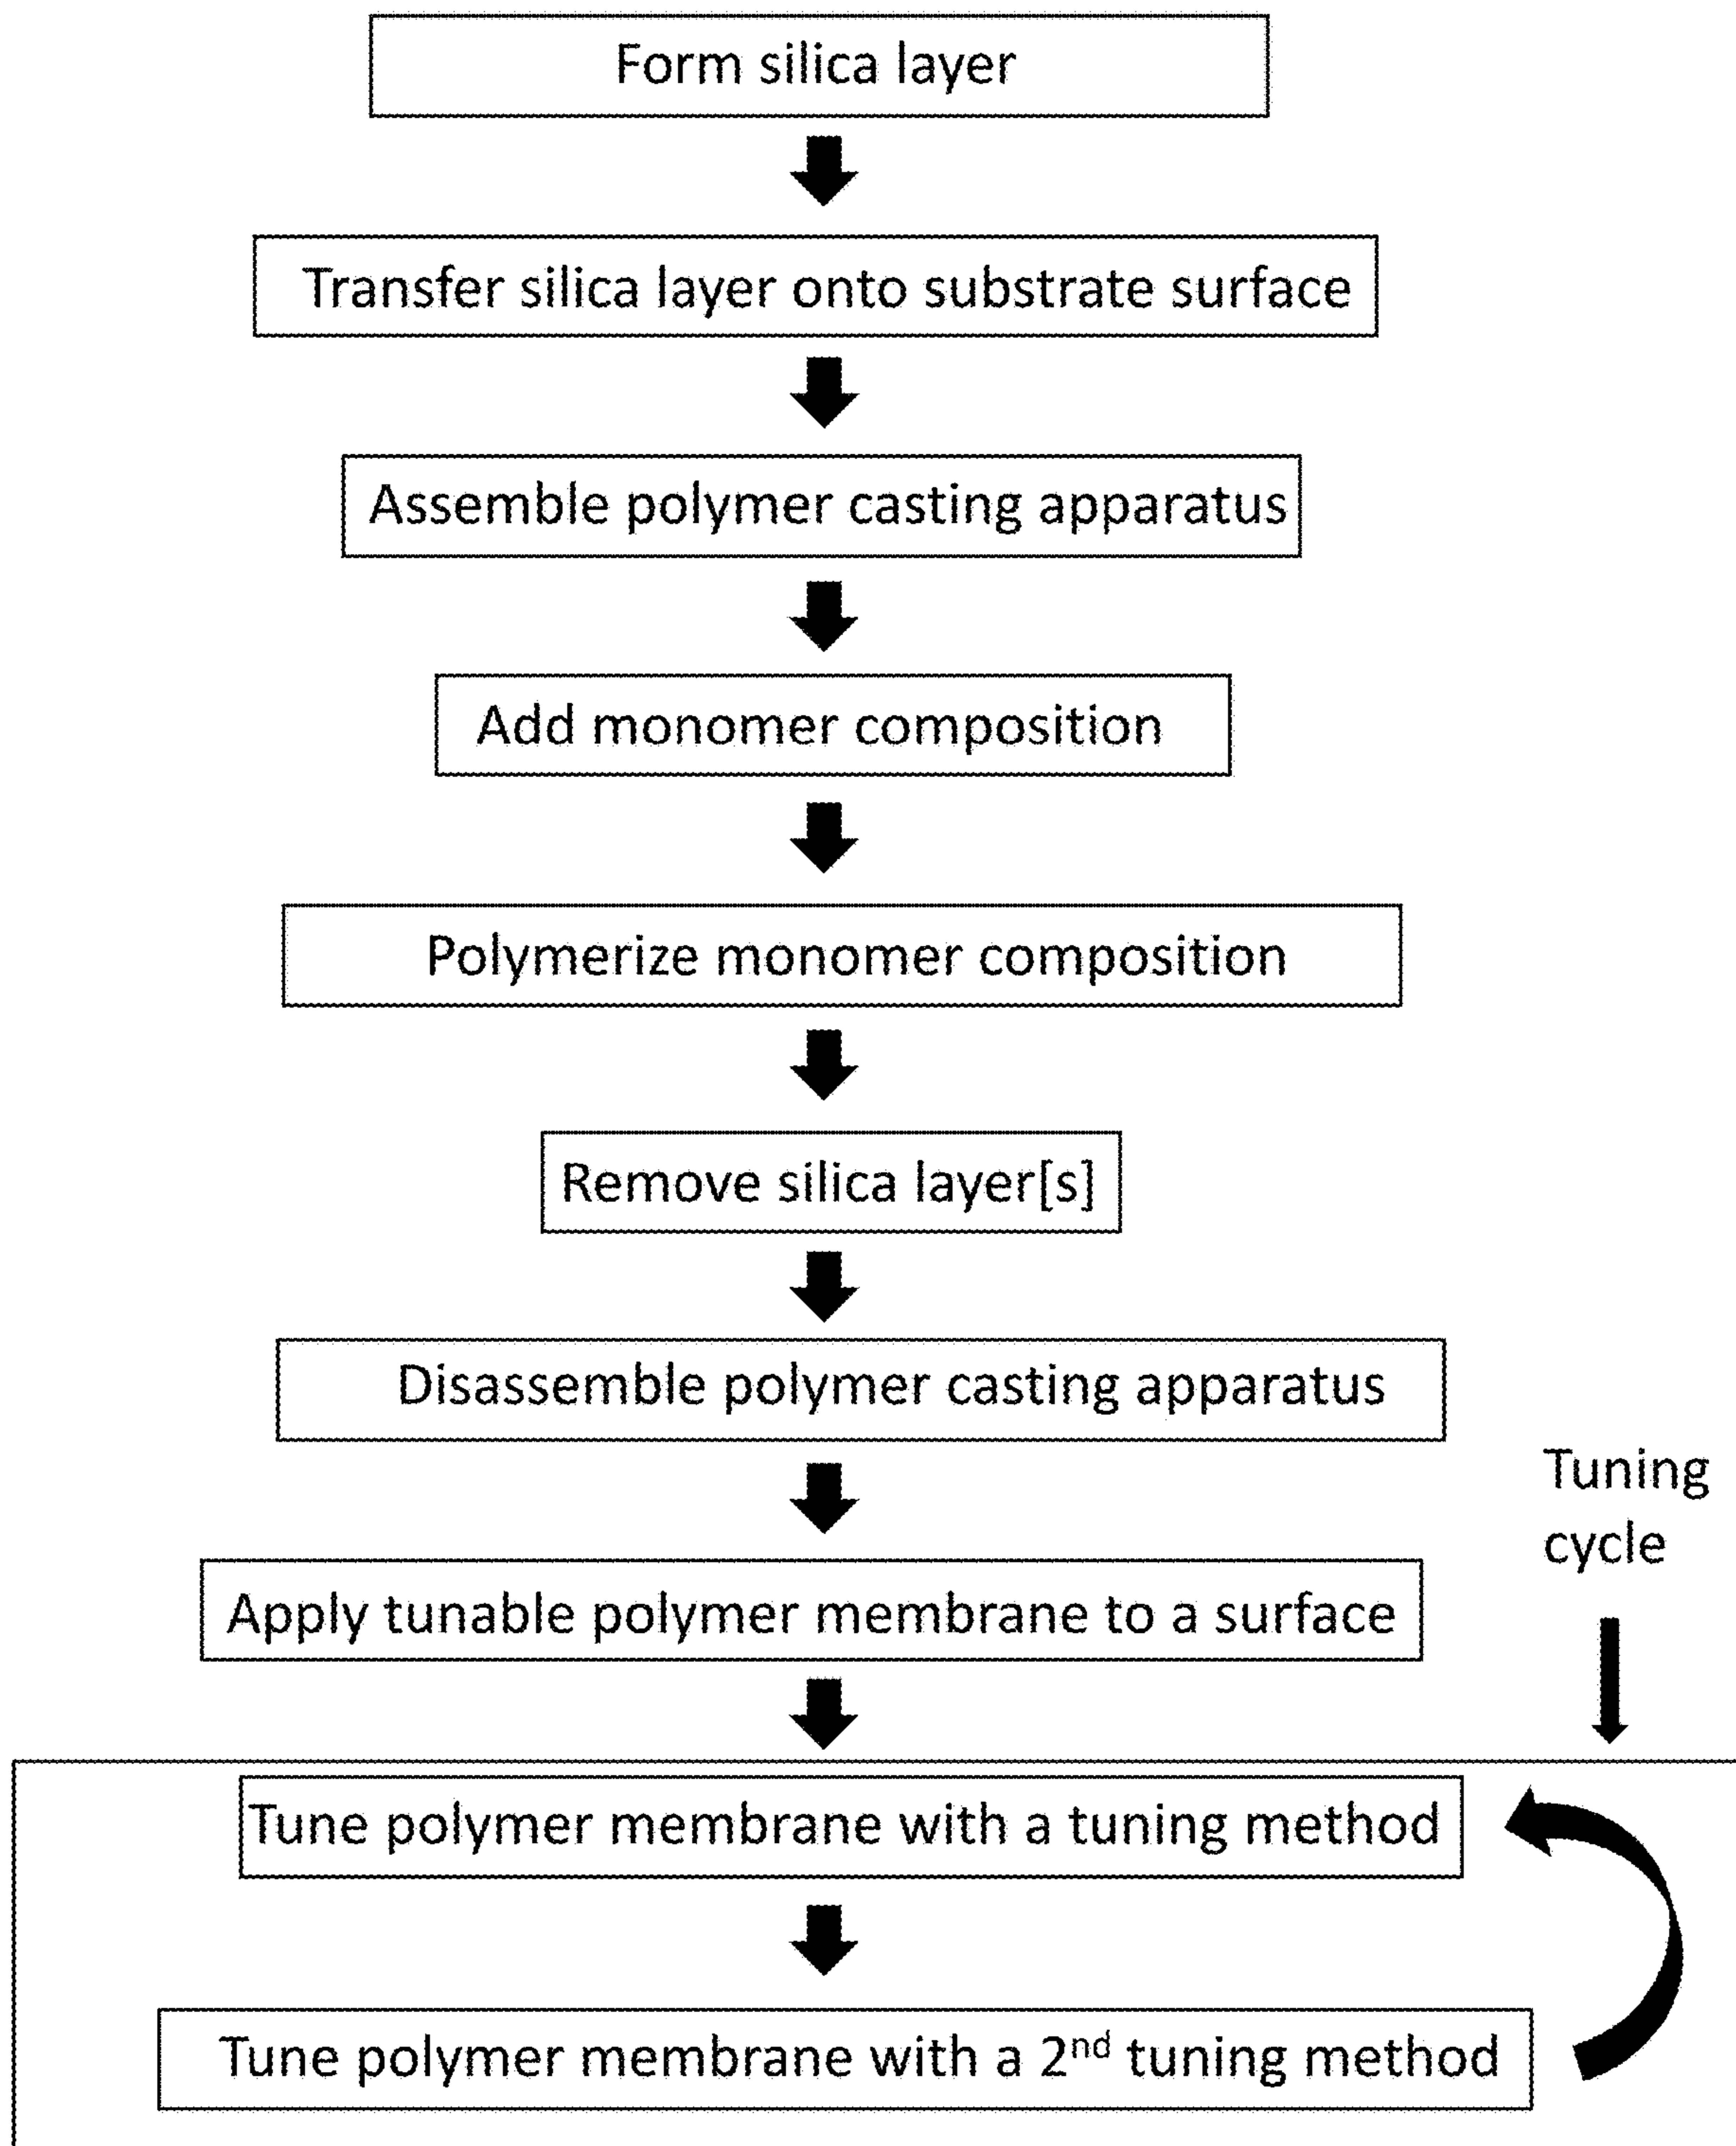 Form silica layer
Transfer silica layer onto substrate surface
Assemble polymer casting apparatus
Add monomer composition
Polymerize monomer composition
Remove silica layer[s]
Disassemble polymer casting apparatus
Tuning
cycle
Apply tunable polymer membrane to a surface
Tune polymer membrane with a tuning method
Tune polymer membrane with a 2nd tuning method